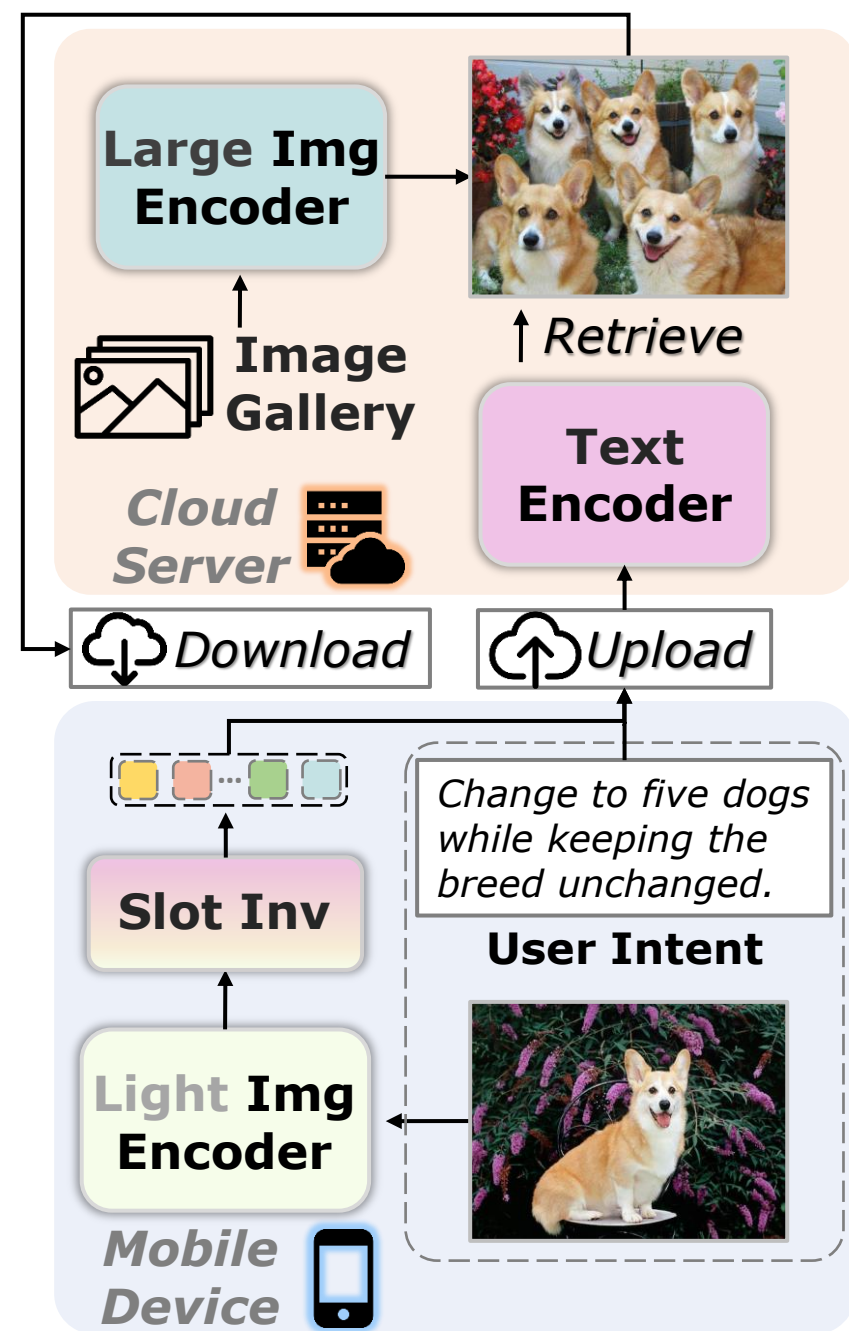 Large Img
Encoder
Retrieve
Image
Gallery
Text
Encoder
Cloud
Server
Download
Upload
Change to five dogs
while keeping the
breed unchanged.
Slot Inv
User Intent
Light Img
Encoder
Mobile
Device